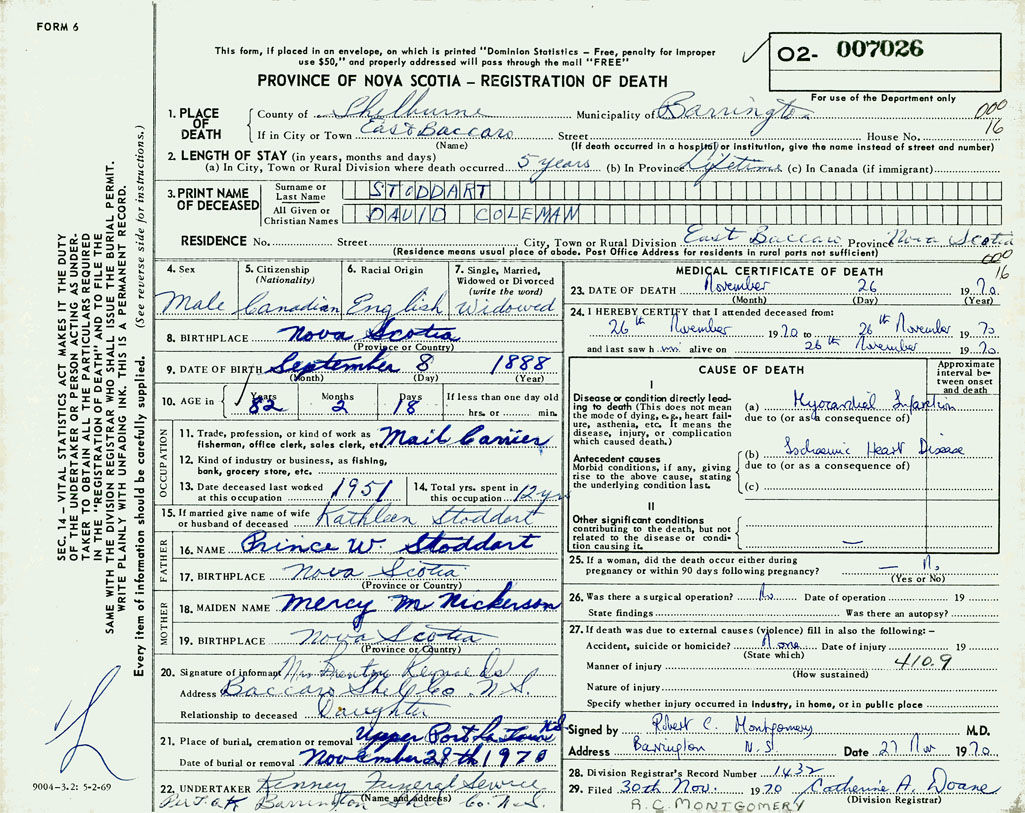 FORM 6
This form, if placed in an envelope, on which is printed "Dominion Statistics – Free, penalty for improper
use $50," and properly addressed will pass through the mail "FREE"
O2- 007026
For use of the Department only
PROVINCE OF NOVA SCOTIA – REGISTRATION OF DEATH
000
16
1. PLACE OF DEATH
County of Shelburne Municipality of Barrington
If in City or Town East Baccaro Street House No.
(Name) (If death occurred in a hospital or institution, give the name instead of street and number)
2. LENGTH OF STAY (in years, months and days)
(a) In City, Town or Rural Division where death occurred 5 years (b) In Province Lifetime (c) In Canada (if immigrant)
3. PRINT NAME OF DECEASED
Surname or Last Name STODDART
All Given or Christian Names DAVID COLEMAN
RESIDENCE No. Street City, Town or Rural Division East Baccaro Province Nova Scotia
(Residence means usual place of abode. Post Office Address for residents in rural parts not sufficient)
000
16
4. Sex
Male
5. Citizenship (Nationality)
Canadian
6. Racial Origin
English
7. Single, Married, Widowed or Divorced (write the word)
Widowed
8. BIRTHPLACE Nova Scotia
(Province or Country)
9. DATE OF BIRTH September 8 1888
(Month) (Day) (Year)
10. AGE in Years Months Days If less than one day
82 2 18 hrs. or min.
OCCUPATION
11. Trade, profession, or kind of work as fisherman, office clerk, sales clerk, etc. Mail Carrier
12. Kind of industry or business, as fishing, bank, grocery store, etc.
13. Date deceased last worked at this occupation 1951
14. Total yrs. spent in this occupation 12 yrs
15. If married give name of wife or husband of deceased Kathleen Stoddart
FATHER
16. NAME Prince W. Stoddart
17. BIRTHPLACE Nova Scotia
(Province or Country)
MOTHER
18. MAIDEN NAME Mercy M Nickerson
19. BIRTHPLACE Nova Scotia
(Province or Country)
20. Signature of informant Mrs
Address Baccaro Shel. Co. N.S.
Relationship to deceased Daughter
21. Place of burial, cremation or removal Upper Port La Tour N.S.
Date of burial or removal November 28th 1970
22. UNDERTAKER Kenney Funeral Service
(Name and address)
Barrington Shel Co. N.S.
MEDICAL CERTIFICATE OF DEATH
23. DATE OF DEATH November 26 1970
(Month) (Day) (Year)
24. I HEREBY CERTIFY that I attended deceased from:
26th November 1970 to 26th November 1970
and last saw him alive on 26th November 1970
CAUSE OF DEATH
Approximate interval between onset and death
I
Disease or condition directly leading to death (This does not mean the mode of dying, e.g., heart failure, asthenia, etc. It means the disease, injury, or complication which caused death.)
(a) Myocardial Infarction
due to (or as a consequence of)
Antecedent causes
Morbid conditions, if any, giving rise to the above cause, stating the underlying condition last.
(b) Ischaemic Heart Disease
due to (or as a consequence of)
(c)
II
Other significant conditions
contributing to the death, but not related to the disease or condition causing it. —
25. If a woman, did the death occur either during
pregnancy or within 90 days following pregnancy? — No
(Yes or No)
26. Was there a surgical operation? No Date of operation 19
State findings Was there an autopsy?
27. If death was due to external causes (violence) fill in also the following: –
Accident, suicide or homicide? None Date of injury 19
(State which)
Manner of injury 410.9
(How sustained)
Nature of injury
Specify whether injury occurred in Industry, in home, or in public place
Signed by Robert C. Montgomery M.D.
Address Barrington N.S. Date 27 Nov 1970
28. Division Registrar's Record Number 1432
29. Filed 30th Nov. 1970 Catherine A. Doane
(Division Registrar)
R.C. MONTGOMERY
SEC. 14 – VITAL STATISTICS ACT MAKES IT THE DUTY
OF THE UNDERTAKER OR PERSON ACTING AS UNDER-
TAKER TO OBTAIN ALL THE PARTICULARS REQUIRED
IN THE "REGISTRATION OF DEATH" AND TO FILE THE
SAME WITH THE DIVISION REGISTRAR WHO SHALL ISSUE THE BURIAL PERMIT.
WRITE PLAINLY WITH UNFADING INK. THIS IS A PERMANENT RECORD.
Every item of information should be carefully supplied. (See reverse side for instructions.)
9004–3.2: 5-2-69